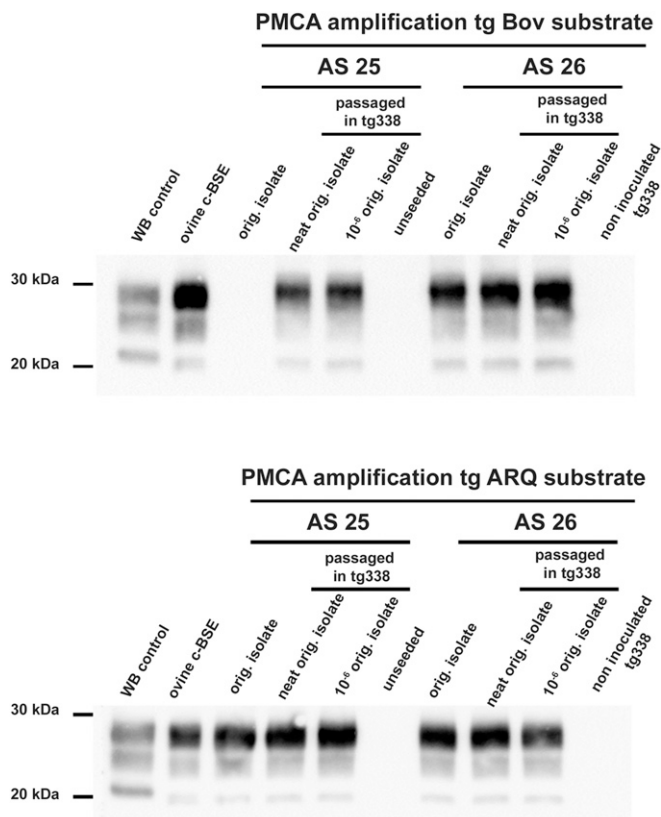 PMCA amplification tg Bov substrate
AS 25
AS 26
passaged
in tg338
passaged
in tg338
WB control
ovine c-BSE
orig. isolate
neat orig. isolate
10⁻⁶ orig. isolate
unseeded
orig. isolate
neat orig. isolate
10⁻⁶ orig. isolate
non inoculated
tg338
30 kDa
20 kDa
PMCA amplification tg ARQ substrate
AS 25
AS 26
passaged
in tg338
passaged
in tg338
WB control
ovine c-BSE
orig. isolate
neat orig. isolate
10⁻⁶ orig. isolate
unseeded
orig. isolate
neat orig. isolate
10⁻⁶ orig. isolate
non inoculated
tg338
30 kDa
20 kDa